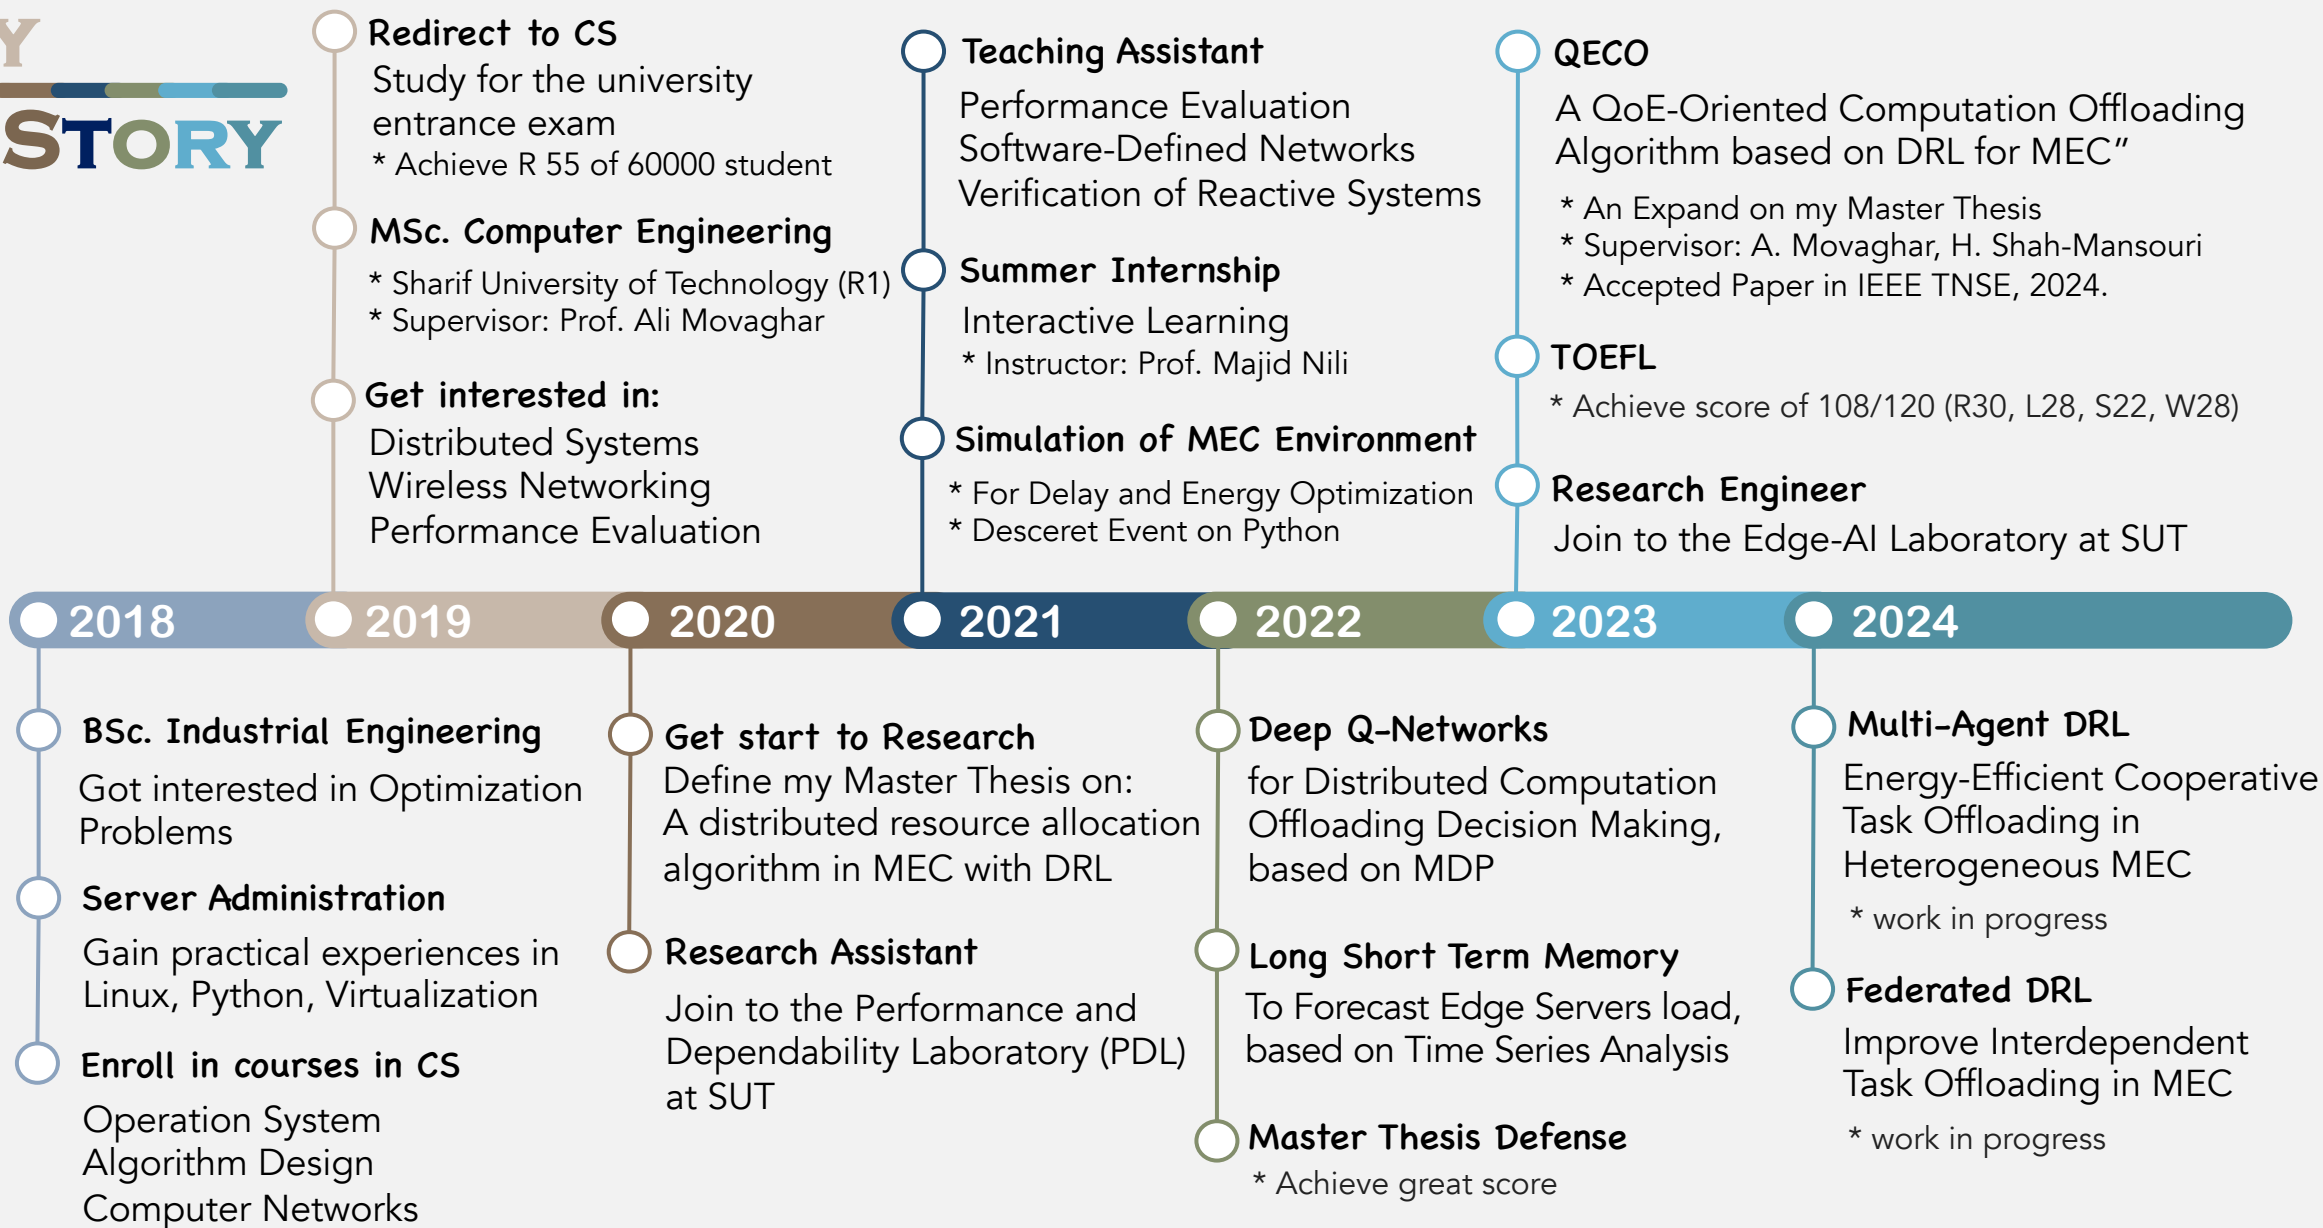 Y
STORY
Redirect to CS
Study for the university
entrance exam
* Achieve R 55 of 60000 student
MSc. Computer Engineering
* Sharif University of Technology (R1)
* Supervisor: Prof. Ali Movaghar
Get interested in:
Distributed Systems
Wireless Networking
Performance Evaluation
Teaching Assistant
Performance Evaluation
Software-Defined Networks
Verification of Reactive Systems
Summer Internship
Interactive Learning
* Instructor: Prof. Majid Nili
Simulation of MEC Environment
* For Delay and Energy Optimization
* Desceret Event on Python
QECO
A QoE-Oriented Computation Offloading
Algorithm based on DRL for MEC”
* An Expand on my Master Thesis
* Supervisor: A. Movaghar, H. Shah-Mansouri
* Accepted Paper in IEEE TNSE, 2024.
TOEFL
* Achieve score of 108/120 (R30, L28, S22, W28)
Research Engineer
Join to the Edge-AI Laboratory at SUT
2018
2019
2020
2021
2022
2023
2024
BSc. Industrial Engineering
Got interested in Optimization
Problems
Server Administration
Gain practical experiences in
Linux, Python, Virtualization
Enroll in courses in CS
Operation System
Algorithm Design
Computer Networks
Get start to Research
Define my Master Thesis on:
A distributed resource allocation
algorithm in MEC with DRL
Research Assistant
Join to the Performance and
Dependability Laboratory (PDL)
at SUT
Deep Q-Networks
for Distributed Computation
Offloading Decision Making,
based on MDP
Long Short Term Memory
To Forecast Edge Servers load,
based on Time Series Analysis
Master Thesis Defense
* Achieve great score
Multi-Agent DRL
Energy-Efficient Cooperative
Task Offloading in
Heterogeneous MEC
* work in progress
Federated DRL
Improve Interdependent
Task Offloading in MEC
* work in progress